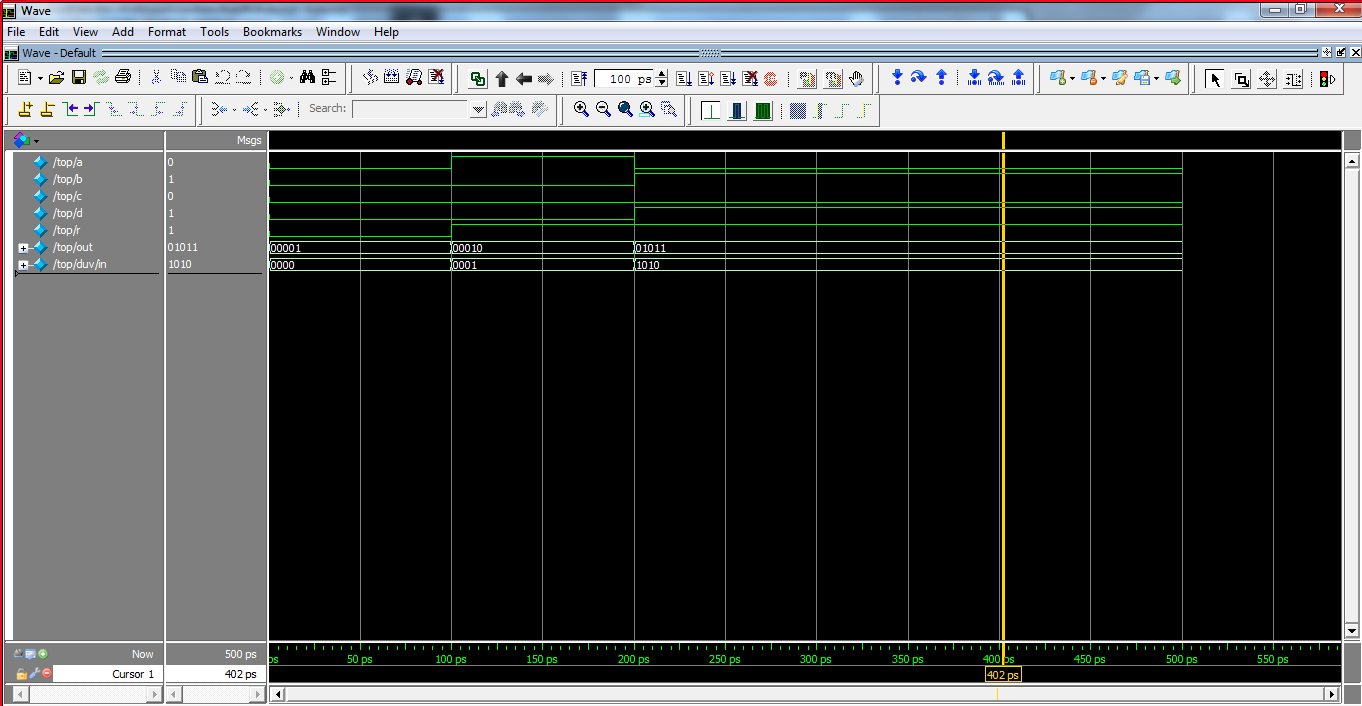 Wave
File Edit View Add Format Tools Bookmarks Window Help
Wave - Default
100 ps
Search:
Msgs
/top/a 0
/top/b 1
/top/c 0
/top/d 1
/top/r 1
/top/out 01011 00001 00010 01011
/top/duv/in 1010 0000 0001 1010
Now 500 ps ps 50 ps 100 ps 150 ps 200 ps 250 ps 300 ps 350 ps 400 ps 450 ps 500 ps 550 ps
Cursor 1 402 ps 402 ps